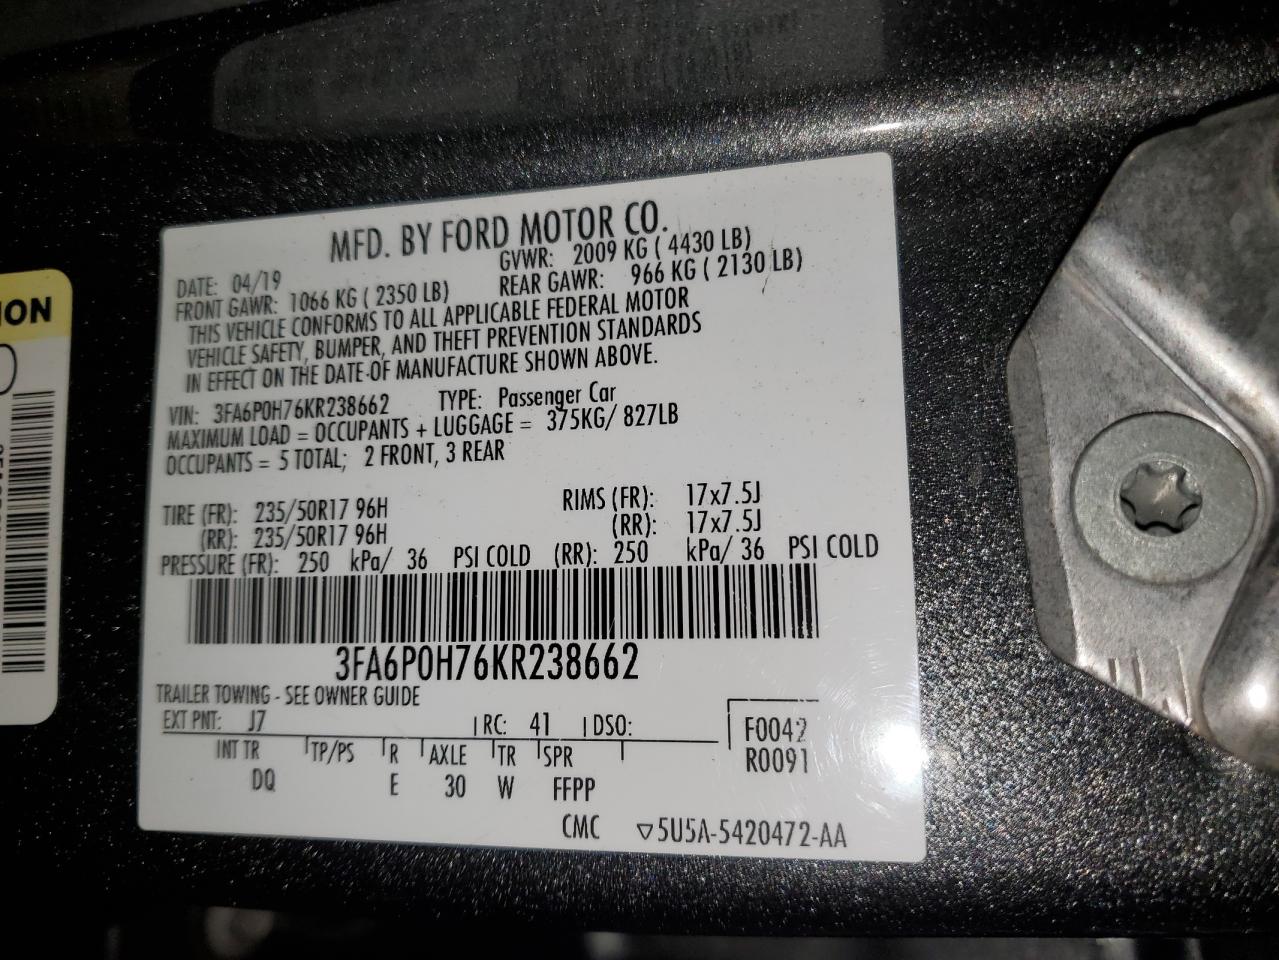 MFD. BY FORD MOTOR CO.
DATE: 04/19 GVWR: 2009 KG ( 4430 LB)
FRONT GAWR: 1066 KG ( 2350 LB) REAR GAWR: 966 KG ( 2130 LB)
THIS VEHICLE CONFORMS TO ALL APPLICABLE FEDERAL MOTOR
VEHICLE SAFETY, BUMPER, AND THEFT PREVENTION STANDARDS
IN EFFECT ON THE DATE OF MANUFACTURE SHOWN ABOVE.
VIN: 3FA6P0H76KR238662 TYPE: Passenger Car
MAXIMUM LOAD = OCCUPANTS + LUGGAGE = 375KG/ 827LB
OCCUPANTS = 5 TOTAL; 2 FRONT, 3 REAR
TIRE (FR): 235/50R17 96H RIMS (FR): 17x7.5J
(RR): 235/50R17 96H (RR): 17x7.5J
PRESSURE (FR): 250 kPa/ 36 PSI COLD (RR): 250 kPa/ 36 PSI COLD
3FA6P0H76KR238662
TRAILER TOWING - SEE OWNER GUIDE
EXT PNT: J7 RC: 41 DSO: F0042
INT TR TP/PS R AXLE TR SPR R0091
DQ E 30 W FFPP
CMC ▽5U5A-5420472-AA